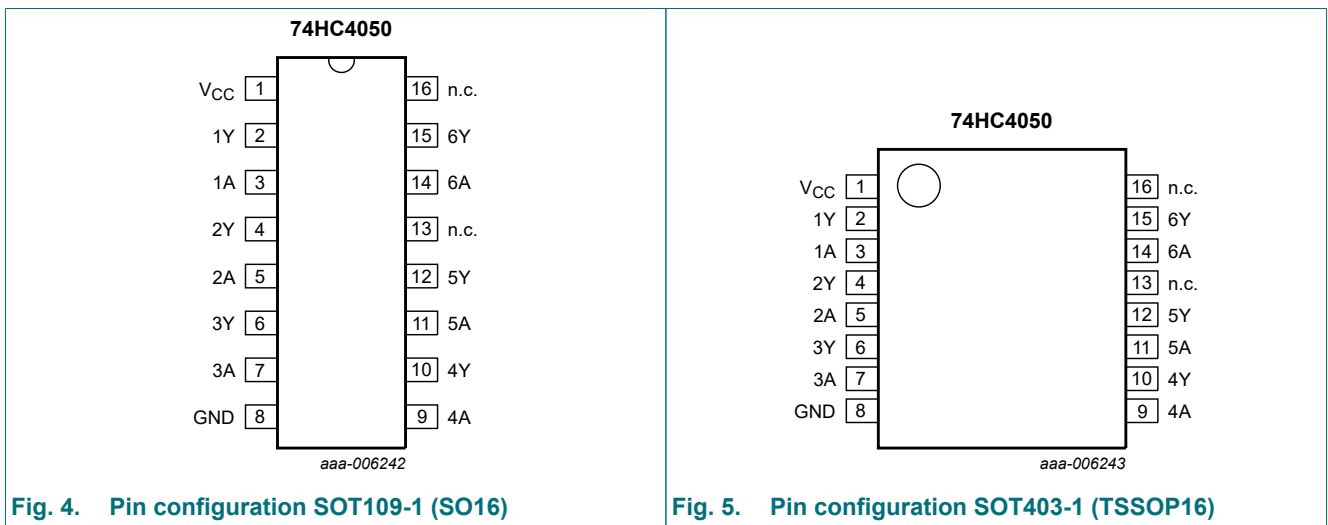 74HC4050
V_CC 1 16 n.c.
1Y 2 15 6Y
1A 3 14 6A
2Y 4 13 n.c.
2A 5 12 5Y
3Y 6 11 5A
3A 7 10 4Y
GND 8 9 4A
aaa-006242
Fig. 4. Pin configuration SOT109-1 (SO16)
74HC4050
V_CC 1 16 n.c.
1Y 2 15 6Y
1A 3 14 6A
2Y 4 13 n.c.
2A 5 12 5Y
3Y 6 11 5A
3A 7 10 4Y
GND 8 9 4A
aaa-006243
Fig. 5. Pin configuration SOT403-1 (TSSOP16)